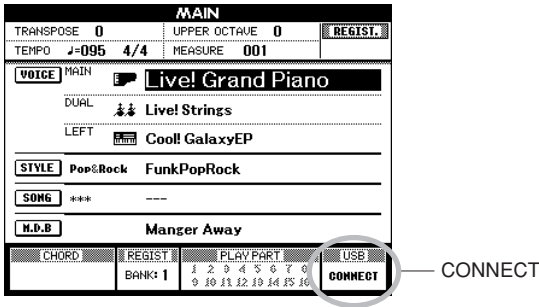 MAIN
TRANSPOSE 0 UPPER OCTAVE 0 REGIST.
TEMPO ♩=095 4/4 MEASURE 001
VOICE MAIN Live! Grand Piano
DUAL Live! Strings
LEFT Cool! GalaxyEP
STYLE Pop&Rock FunkPopRock
SONG *** ---
M.D.B Manger Away
CHORD REGIST PLAY PART USB
BANK: 1 1 2 3 4 5 6 7 8 CONNECT CONNECT
9 10 11 12 13 14 15 16